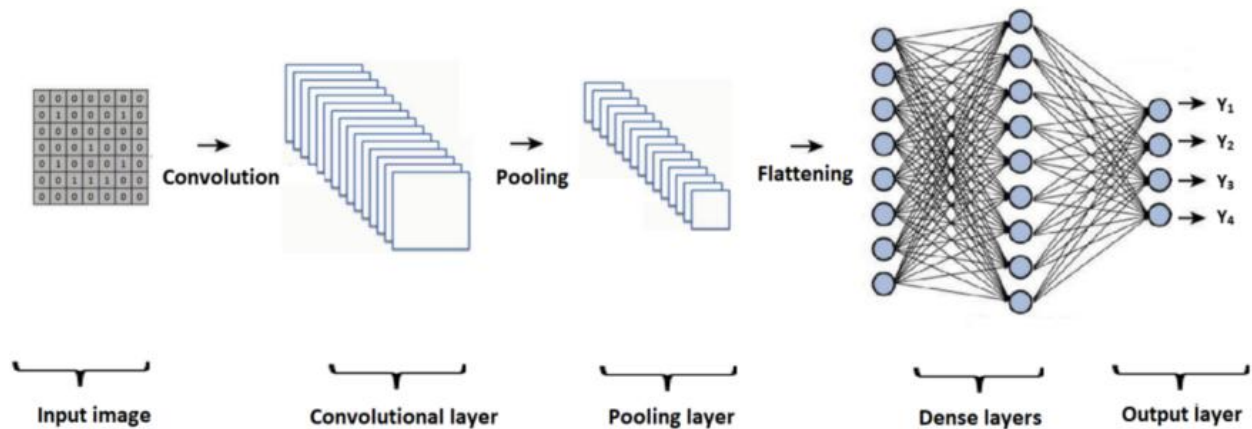 0 0 0 0 0 0 0
0 1 0 0 0 1 0
0 0 0 0 0 0 0
0 0 0 1 0 0 0
0 1 0 0 0 1 0
0 0 1 1 1 0 0
0 0 0 0 0 0 0
Convolution
Pooling
Flattening
Y1
Y2
Y3
Y4
Input image
Convolutional layer
Pooling layer
Dense layers
Output layer